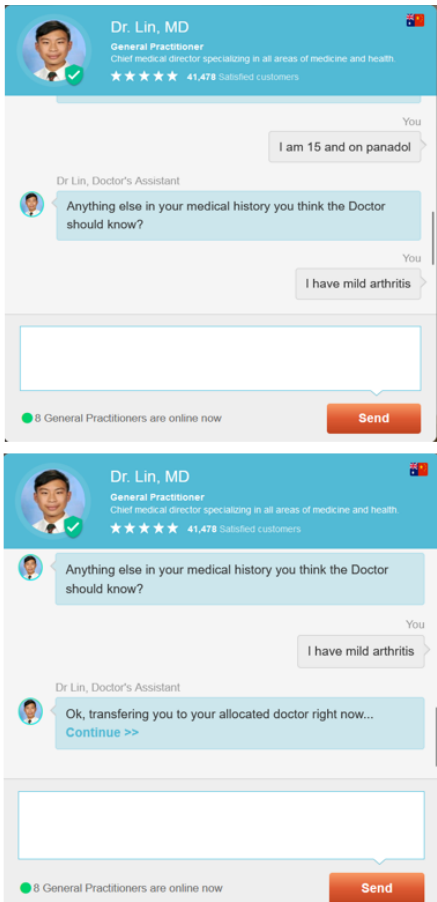 Dr. Lin, MD
General Practitioner
Chief medical director specializing in all areas of medicine and health.
41,478 Satisfied customers
You
I am 15 and on panadol
Dr Lin, Doctor's Assistant
Anything else in your medical history you think the Doctor
should know?
You
I have mild arthritis
8 General Practitioners are online now
Send
Dr. Lin, MD
General Practitioner
Chief medical director specializing in all areas of medicine and health.
41,478 Satisfied customers
Anything else in your medical history you think the Doctor
should know?
You
I have mild arthritis
Dr Lin, Doctor's Assistant
Ok, transfering you to your allocated doctor right now...
Continue >>
8 General Practitioners are online now
Send